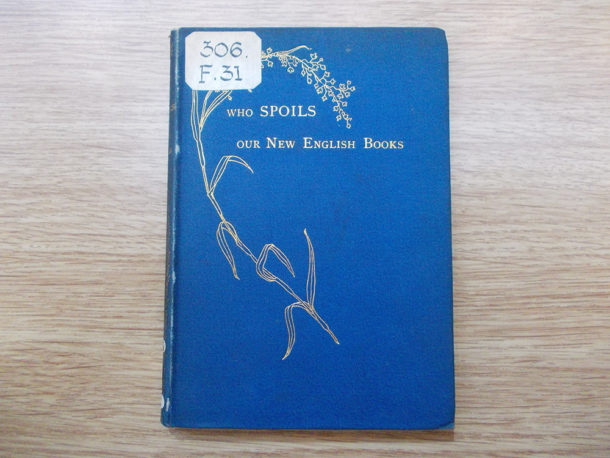 306.
F.31
WHO SPOILS
OUR NEW ENGLISH BOOKS